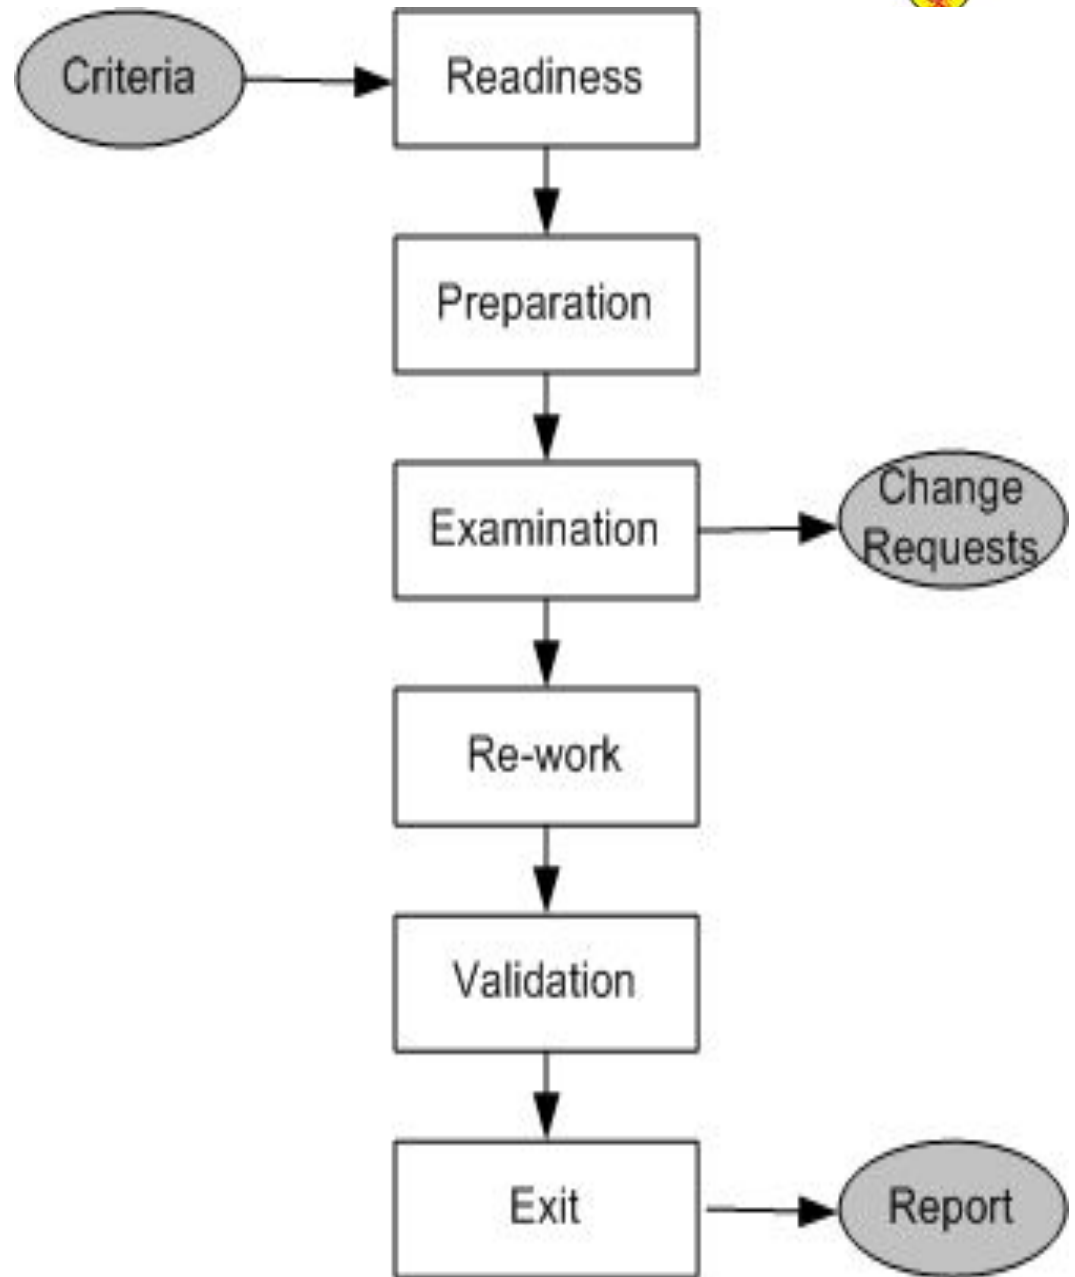 Criteria
Readiness
Preparation
Examination
Change
Requests
Re-work
Validation
Exit
Report